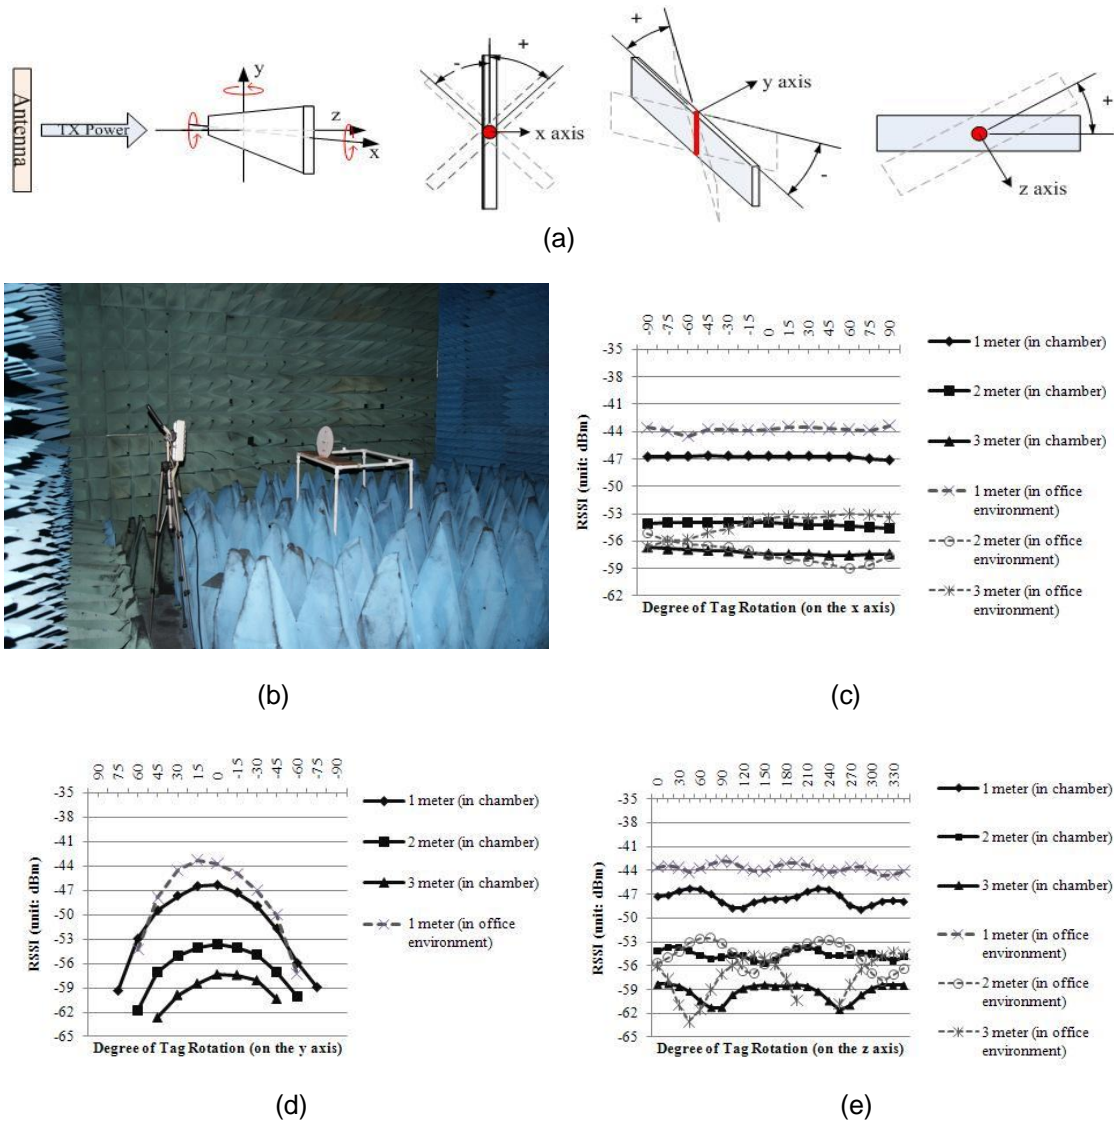 Antenna
TX Power
y
z
x
-
+
x axis
+
y axis
-
+
z axis
(a)
-90 -75 -60 -45 -30 -15 0 15 30 45 60 75 90
-35
-38
-41
-44
-47
-50
-53
-56
-59
-62
RSSI (unit: dBm)
Degree of Tag Rotation (on the x axis)
1 meter (in chamber)
2 meter (in chamber)
3 meter (in chamber)
1 meter (in office
environment)
2 meter (in office
environment)
3 meter (in office
environment)
(b)
(c)
90 75 60 45 30 15 0 -15 -30 -45 -60 -75 -90
-35
-38
-41
-44
-47
-50
-53
-56
-59
-62
-65
RSSI (unit: dBm)
Degree of Tag Rotation (on the y axis)
1 meter (in chamber)
2 meter (in chamber)
3 meter (in chamber)
1 meter (in office
environment)
0 30 60 90 120 150 180 210 240 270 300 330
-35
-38
-41
-44
-47
-50
-53
-56
-59
-62
-65
RSSI (unit: dBm)
Degree of Tag Rotation (on the z axis)
1 meter (in chamber)
2 meter (in chamber)
3 meter (in chamber)
1 meter (in office
environment)
2 meter (in office
environment)
3 meter (in office
environment)
(d)
(e)